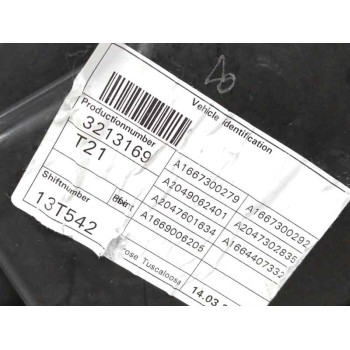 Vehicle identification
Productionnumber
3213169
T21
Shiftnumber
13T542
A1667300279
A2049062401
A2047601634
A1669006205
A1667300292
A2047302835
A1664407332
Tuscaloosa
14.03